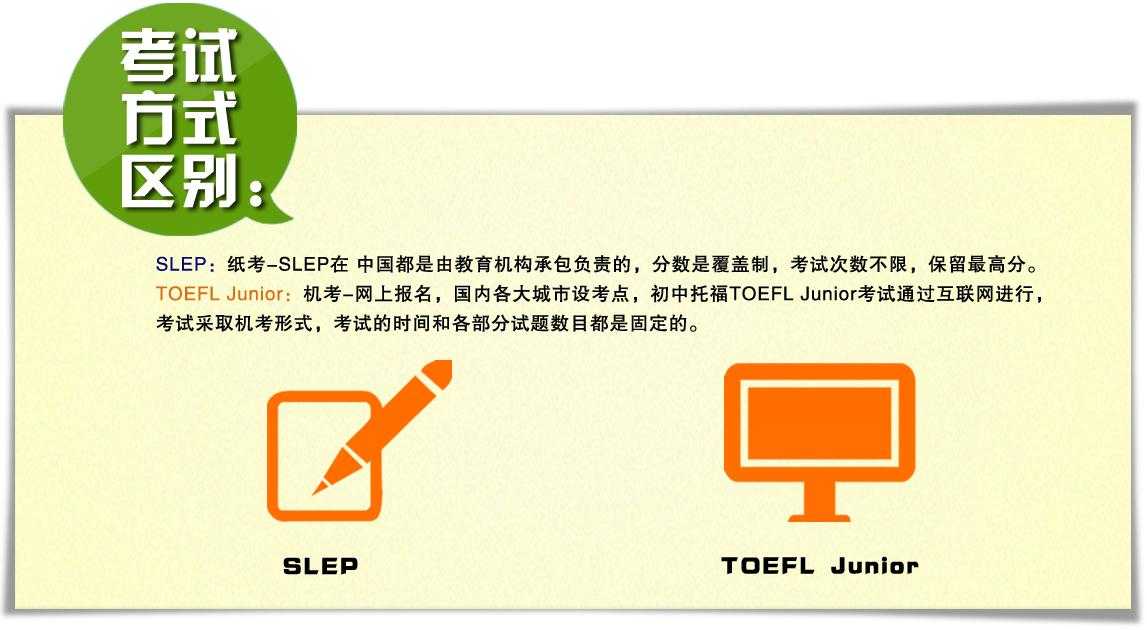 考试
方式
区别：
SLEP：纸考-SLEP在 中国都是由教育机构承包负责的，分数是覆盖制，考试次数不限，保留最高分。
TOEFL Junior：机考-网上报名，国内各大城市设考点，初中托福TOEFL Junior考试通过互联网进行，
考试采取机考形式，考试的时间和各部分试题数目都是固定的。
SLEP
TOEFL Junior